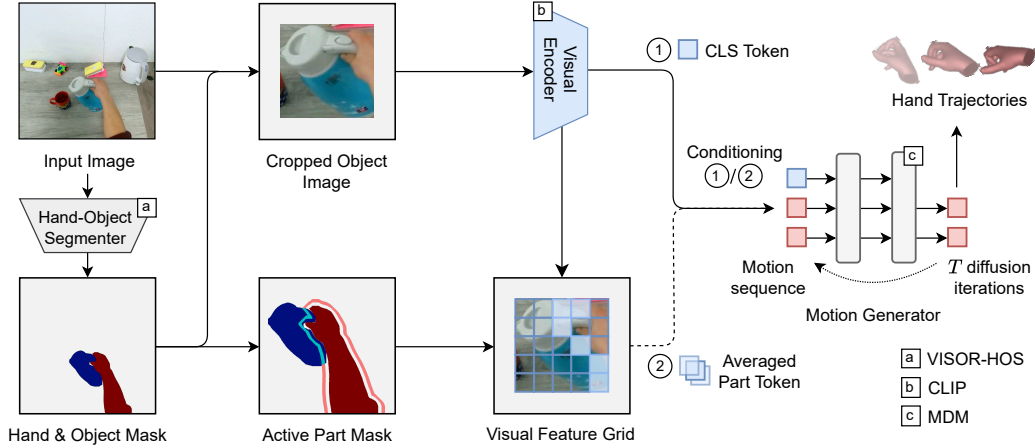 Input Image
a
Hand-Object
Segmenter
Hand & Object Mask
Cropped Object
Image
Active Part Mask
b
Visual
Encoder
Visual Feature Grid
1 CLS Token
Conditioning
1 / 2
2 Averaged
Part Token
Hand Trajectories
c
Motion
sequence
T diffusion
iterations
Motion Generator
a VISOR-HOS
b CLIP
c MDM